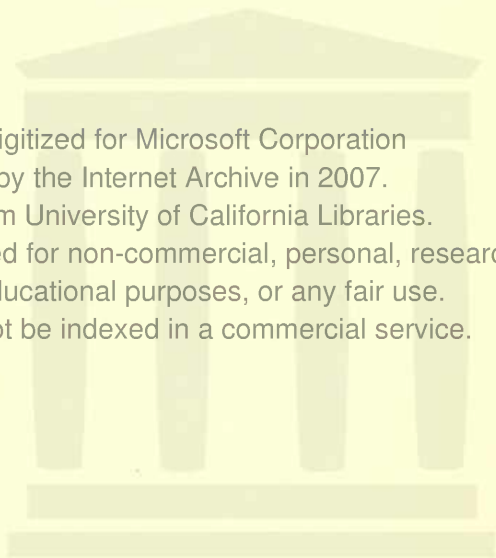 igitized for Microsoft Corporation
by the Internet Archive in 2007.
m University of California Libraries.
ed for non-commercial, personal, researc
ducational purposes, or any fair use.
ot be indexed in a commercial service.